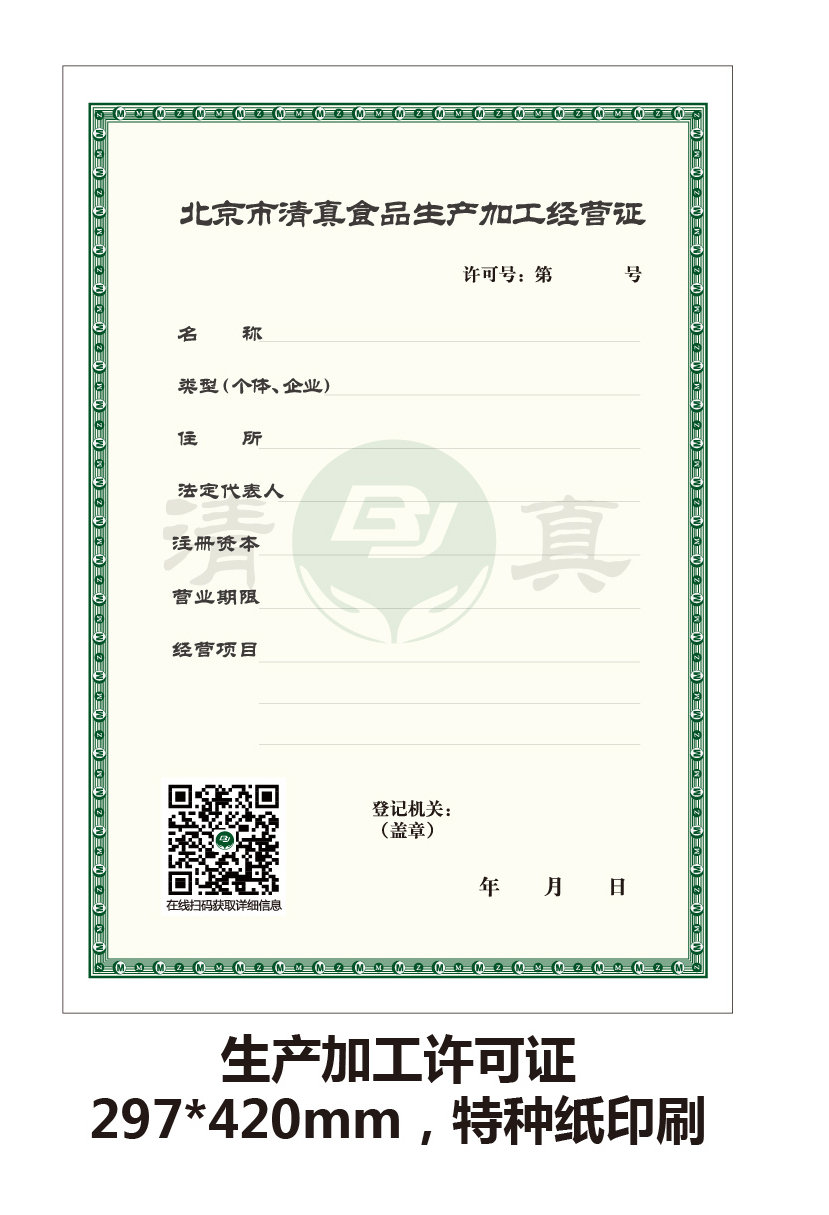 北京市清真食品生产加工经营证
许可号：第 号
名 称
类型（个体、企业）
住 所
法定代表人
清 BJ 真
注册资本
营业期限
经营项目
登记机关：
（盖章）
年 月 日
在线扫码获取详细信息
生产加工许可证
297*420mm，特种纸印刷